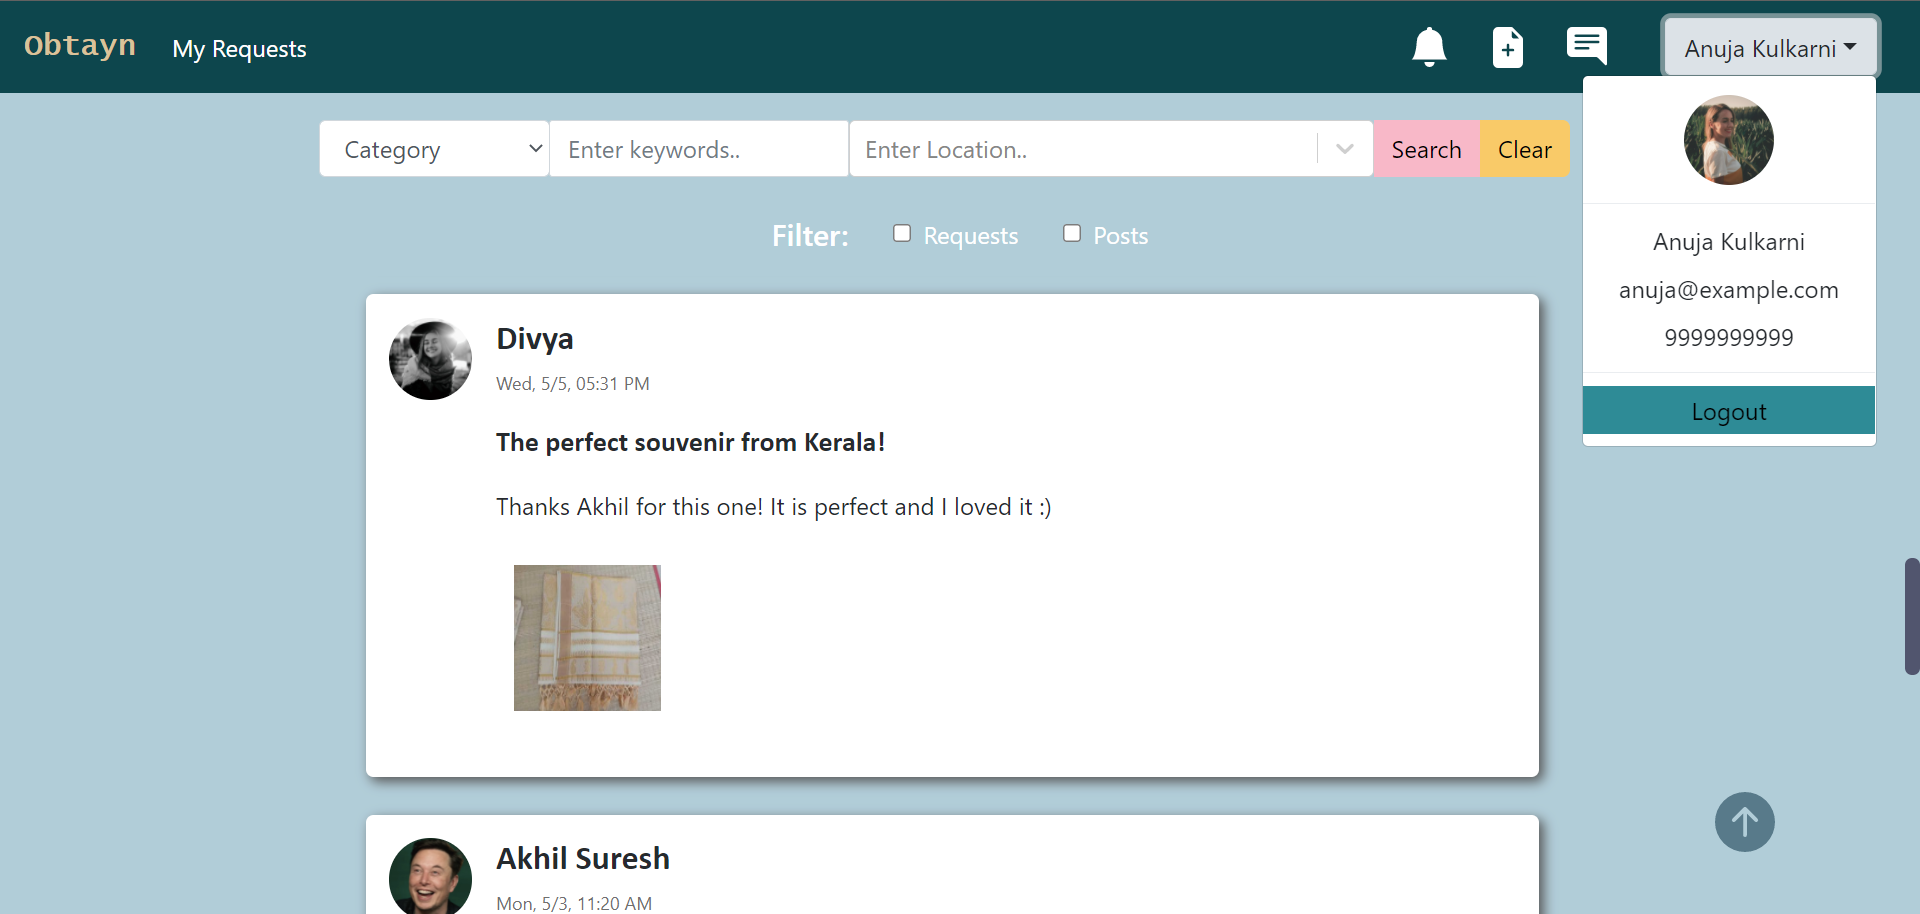 Obtayn
My Requests
Anuja Kulkarni
Category
Enter keywords..
Enter Location..
Search
Clear
Filter:
Requests
Posts
Anuja Kulkarni
anuja@example.com
9999999999
Logout
Divya
Wed, 5/5, 05:31 PM
The perfect souvenir from Kerala!
Thanks Akhil for this one! It is perfect and I loved it :)
Akhil Suresh
Mon, 5/3, 11:20 AM